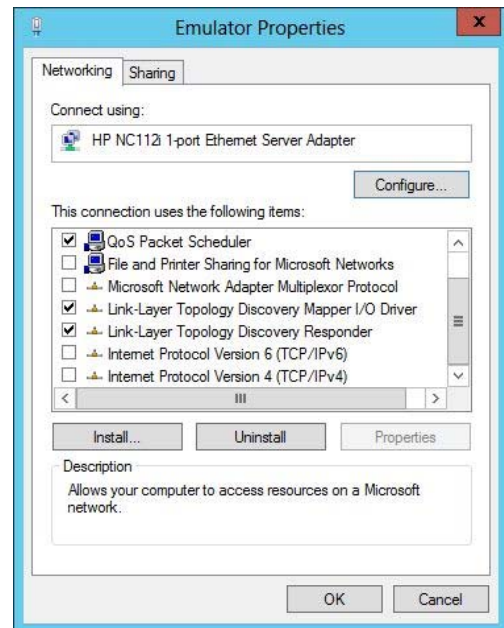 Emulator Properties
x
Networking
Sharing
Connect using:
HP NC112i 1-port Ethernet Server Adapter
Configure...
This connection uses the following items:
QoS Packet Scheduler
File and Printer Sharing for Microsoft Networks
Microsoft Network Adapter Multiplexor Protocol
Link-Layer Topology Discovery Mapper I/O Driver
Link-Layer Topology Discovery Responder
Internet Protocol Version 6 (TCP/IPv6)
Internet Protocol Version 4 (TCP/IPv4)
Install...
Uninstall
Properties
Description
Allows your computer to access resources on a Microsoft
network.
OK
Cancel